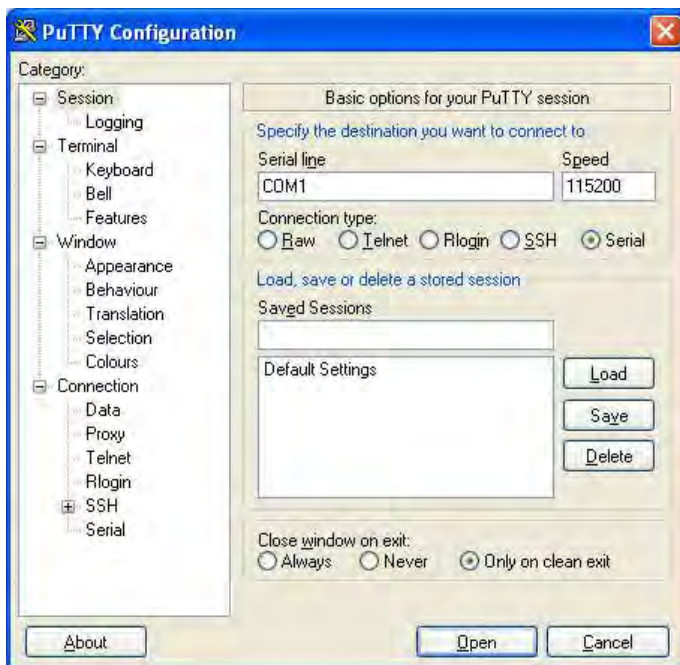 PuTTY Configuration
Category:
Session
Logging
Terminal
Keyboard
Bell
Features
Window
Appearance
Behaviour
Translation
Selection
Colours
Connection
Data
Proxy
Telnet
Rlogin
SSH
Serial
Basic options for your PuTTY session
Specify the destination you want to connect to
Serial line Speed
COM1 115200
Connection type:
Raw Telnet Rlogin SSH Serial
Load, save or delete a stored session
Saved Sessions
Default Settings
Load
Save
Delete
Close window on exit:
Always Never Only on clean exit
About Open Cancel